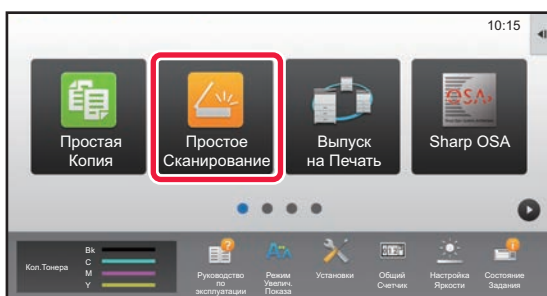 10:15
Простая
Копия
Простое
Сканирование
Выпуск
на Печать
Sharp OSA
Кол.Тонера
Bk
C
M
Y
Руководство
по
эксплуатации
Режим
Увелич.
Показа
Установки
Общий
Счетчик
Настройка
Яркости
Состояние
Задания